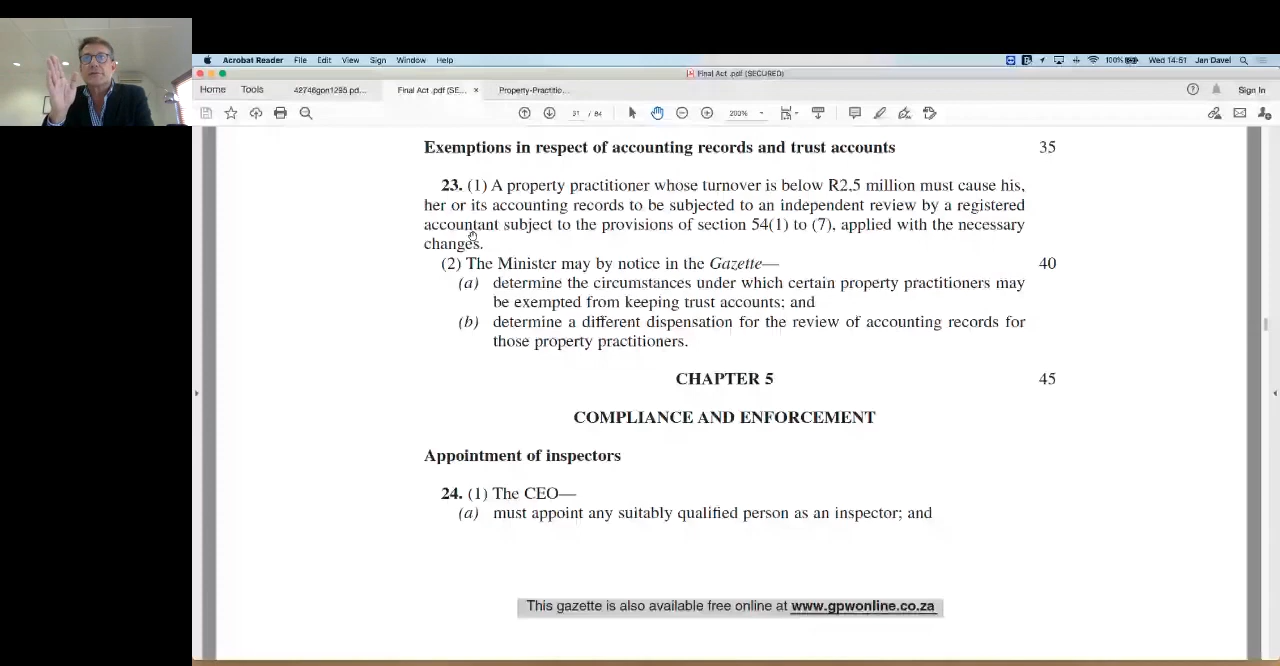 Acrobat Reader File Edit View Sign Window Help 100% Wed 14:51 Jan Davel
Final Act .pdf (SECURED)
Home Tools 42746gon1295 pd... Final Act .pdf (SE... × Property-Practitio... Sign In
31 / 84 200%
Exemptions in respect of accounting records and trust accounts 35
23. (1) A property practitioner whose turnover is below R2,5 million must cause his,
her or its accounting records to be subjected to an independent review by a registered
accountant subject to the provisions of section 54(1) to (7), applied with the necessary
changes.
(2) The Minister may by notice in the Gazette— 40
(a) determine the circumstances under which certain property practitioners may
be exempted from keeping trust accounts; and
(b) determine a different dispensation for the review of accounting records for
those property practitioners.
CHAPTER 5 45
COMPLIANCE AND ENFORCEMENT
Appointment of inspectors
24. (1) The CEO—
(a) must appoint any suitably qualified person as an inspector; and
This gazette is also available free online at www.gpwonline.co.za